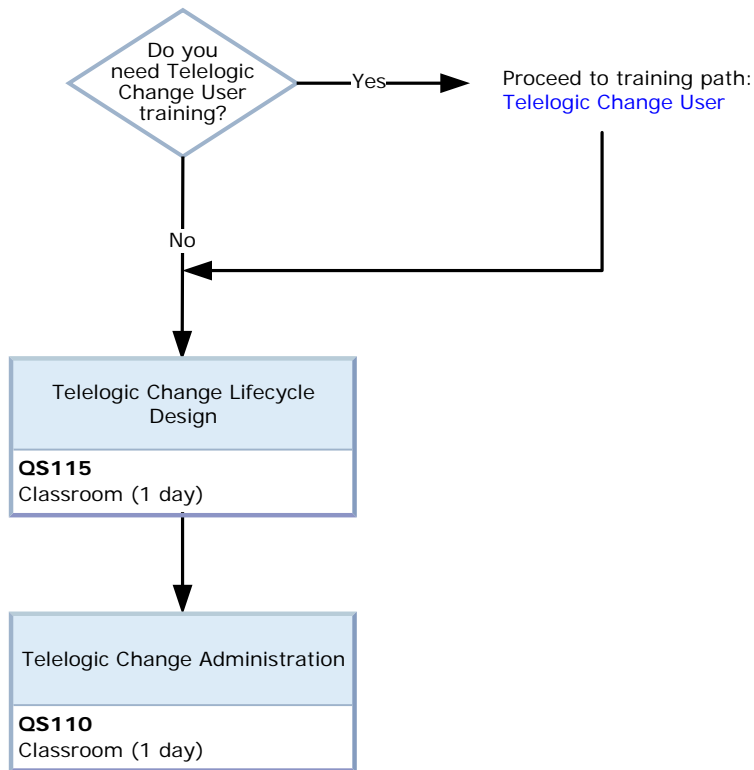 Do you
need Telelogic
Change User
training?
Yes
Proceed to training path:
Telelogic Change User
No
Telelogic Change Lifecycle
Design
QS115
Classroom (1 day)
Telelogic Change Administration
QS110
Classroom (1 day)